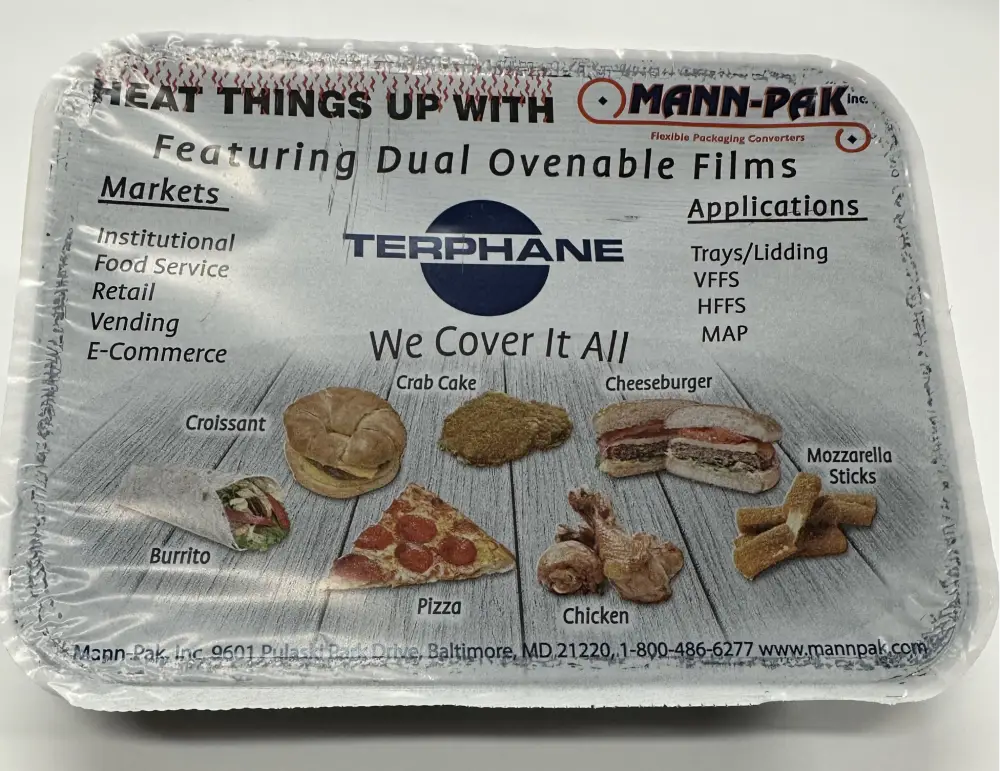 HEAT THINGS UP WITH MANN-PAK Inc.
Flexible Packaging Converters
Featuring Dual Ovenable Films
Markets
Institutional
Food Service
Retail
Vending
E-Commerce
TERPHANE
We Cover It All
Applications
Trays/Lidding
VFFS
HFFS
MAP
Crab Cake
Cheeseburger
Croissant
Mozzarella
Sticks
Burrito
Pizza
Chicken
Mann-Pak, Inc. 9601 Pulaski Park Drive, Baltimore, MD 21220, 1-800-486-6277 www.mannpak.com